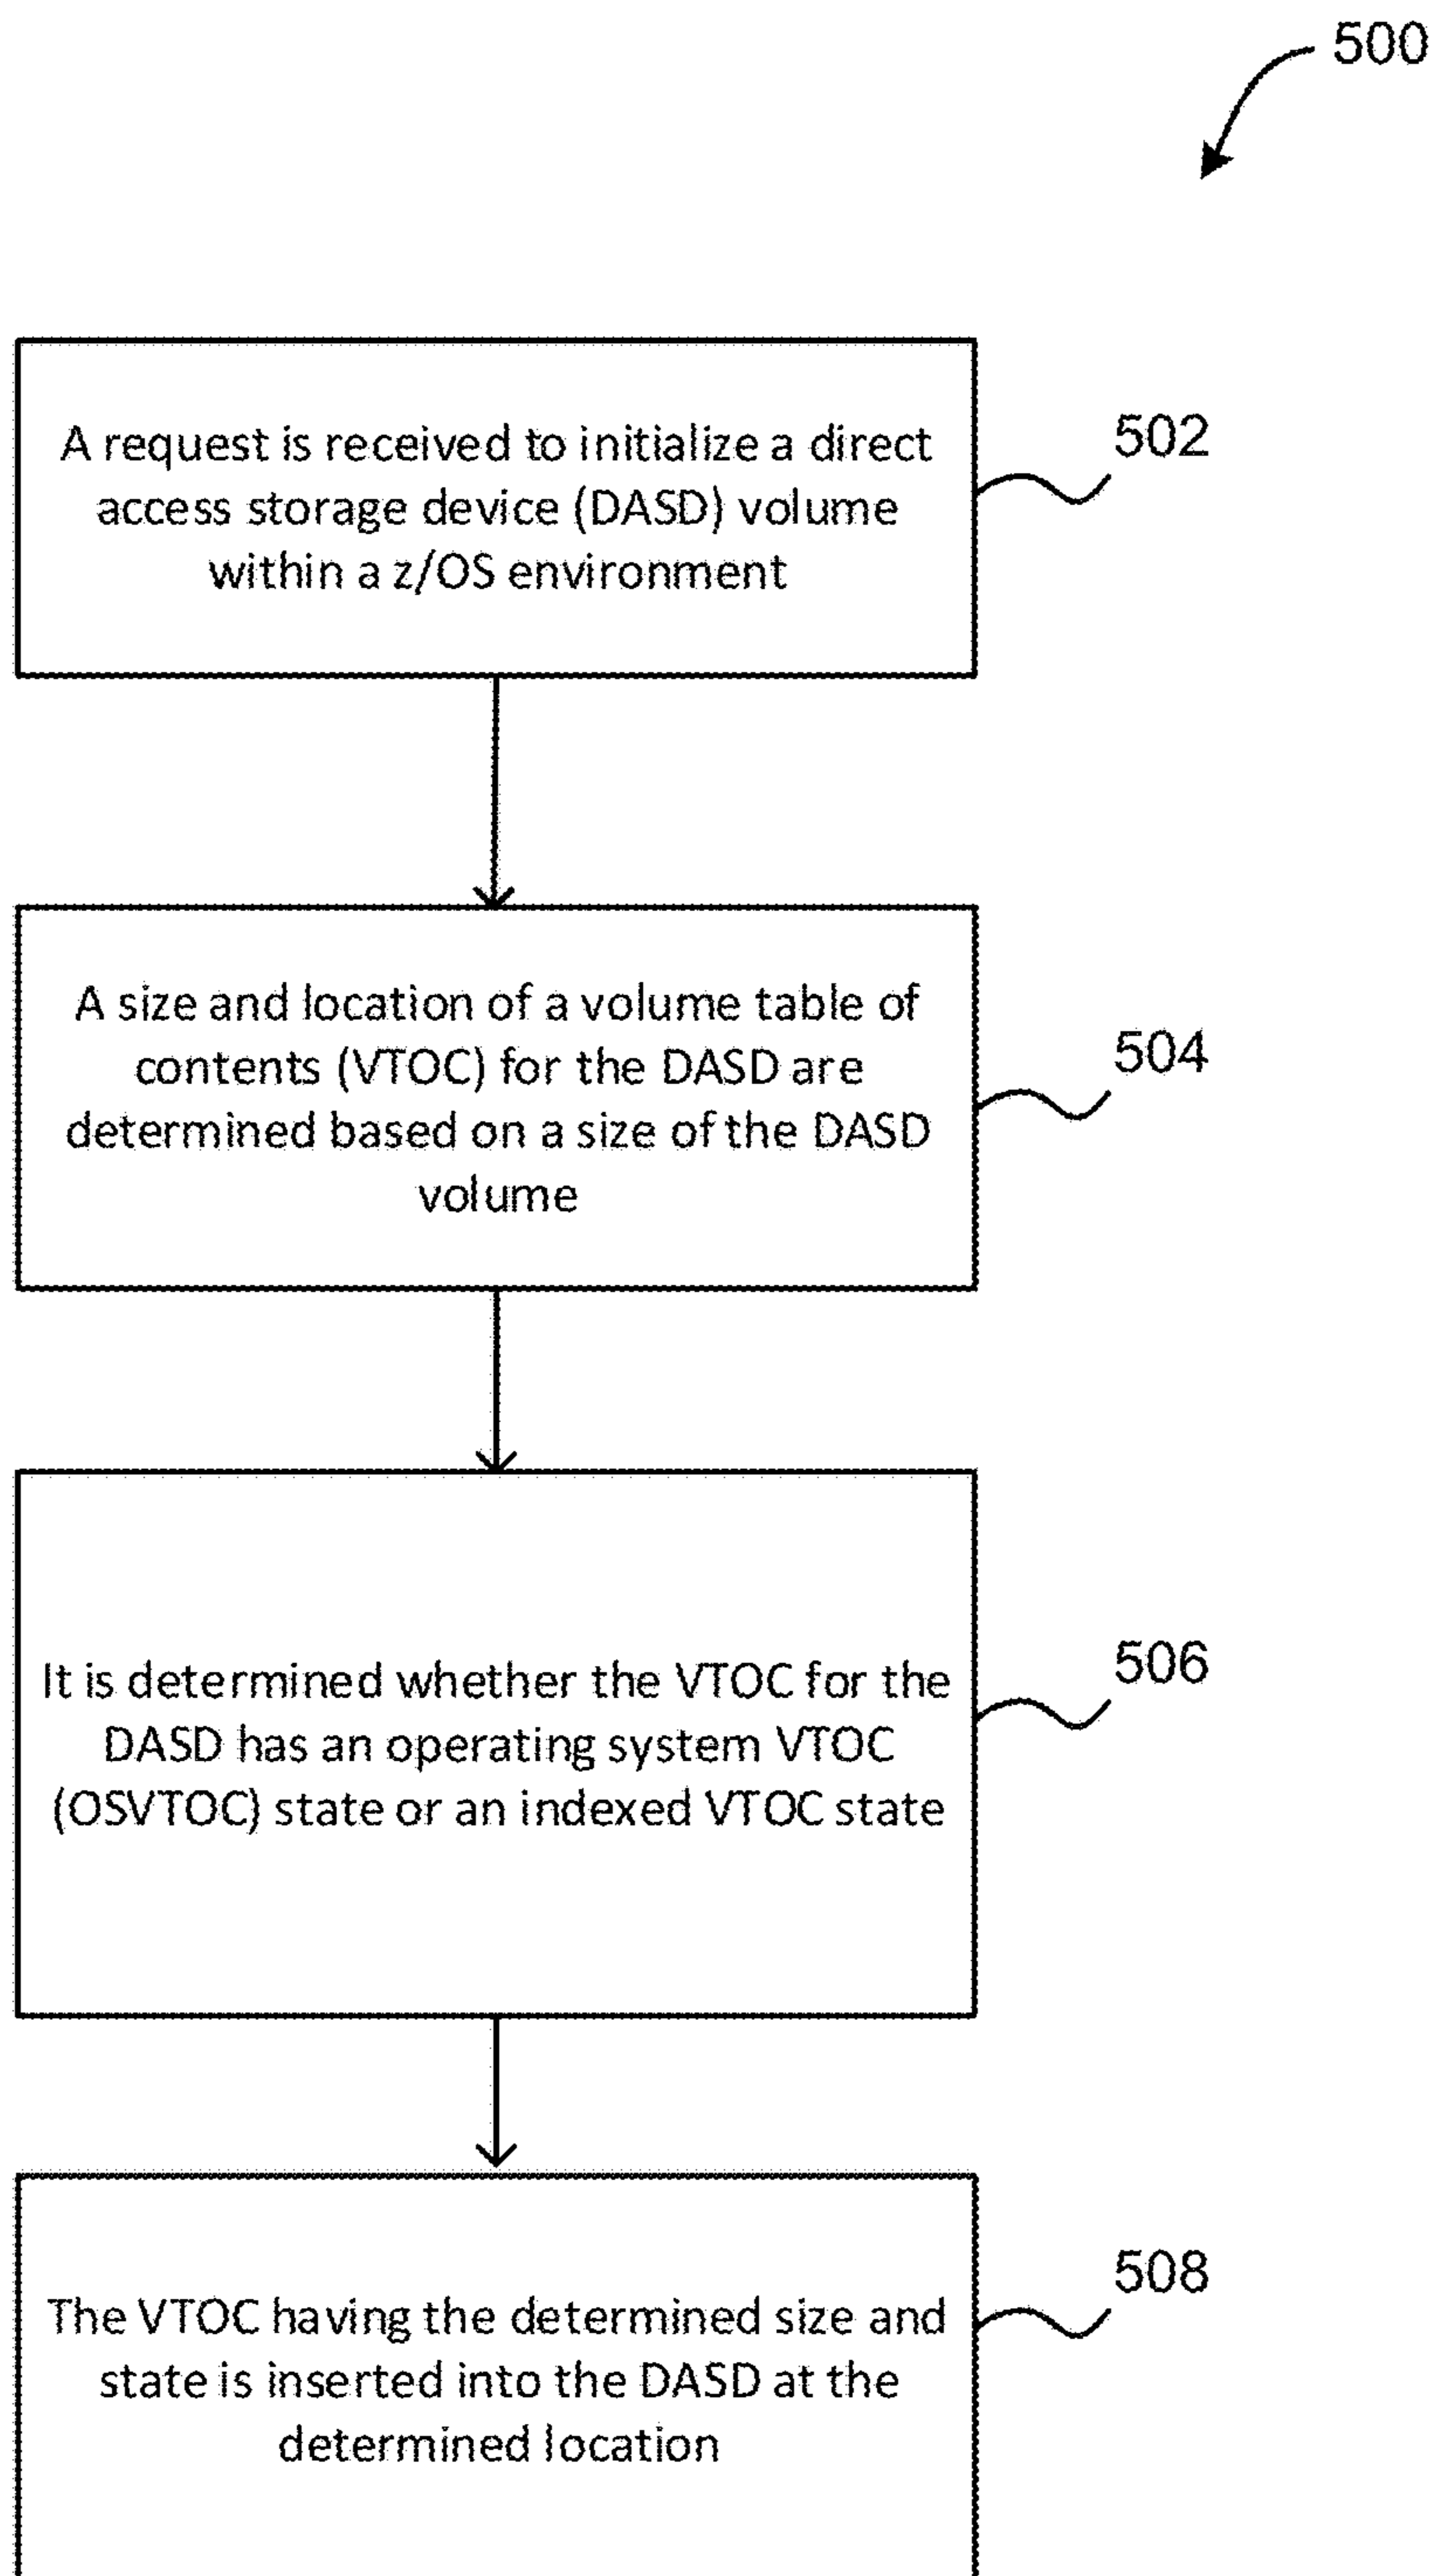 500
A request is received to initialize a direct
access storage device (DASD) volume
within a z/OS environment
502
A size and location of a volume table of
contents (VTOC) for the DASD are
determined based on a size of the DASD
volume
504
It is determined whether the VTOC for the
DASD has an operating system VTOC
(OSVTOC) state or an indexed VTOC state
506
The VTOC having the determined size and
state is inserted into the DASD at the
determined location
508